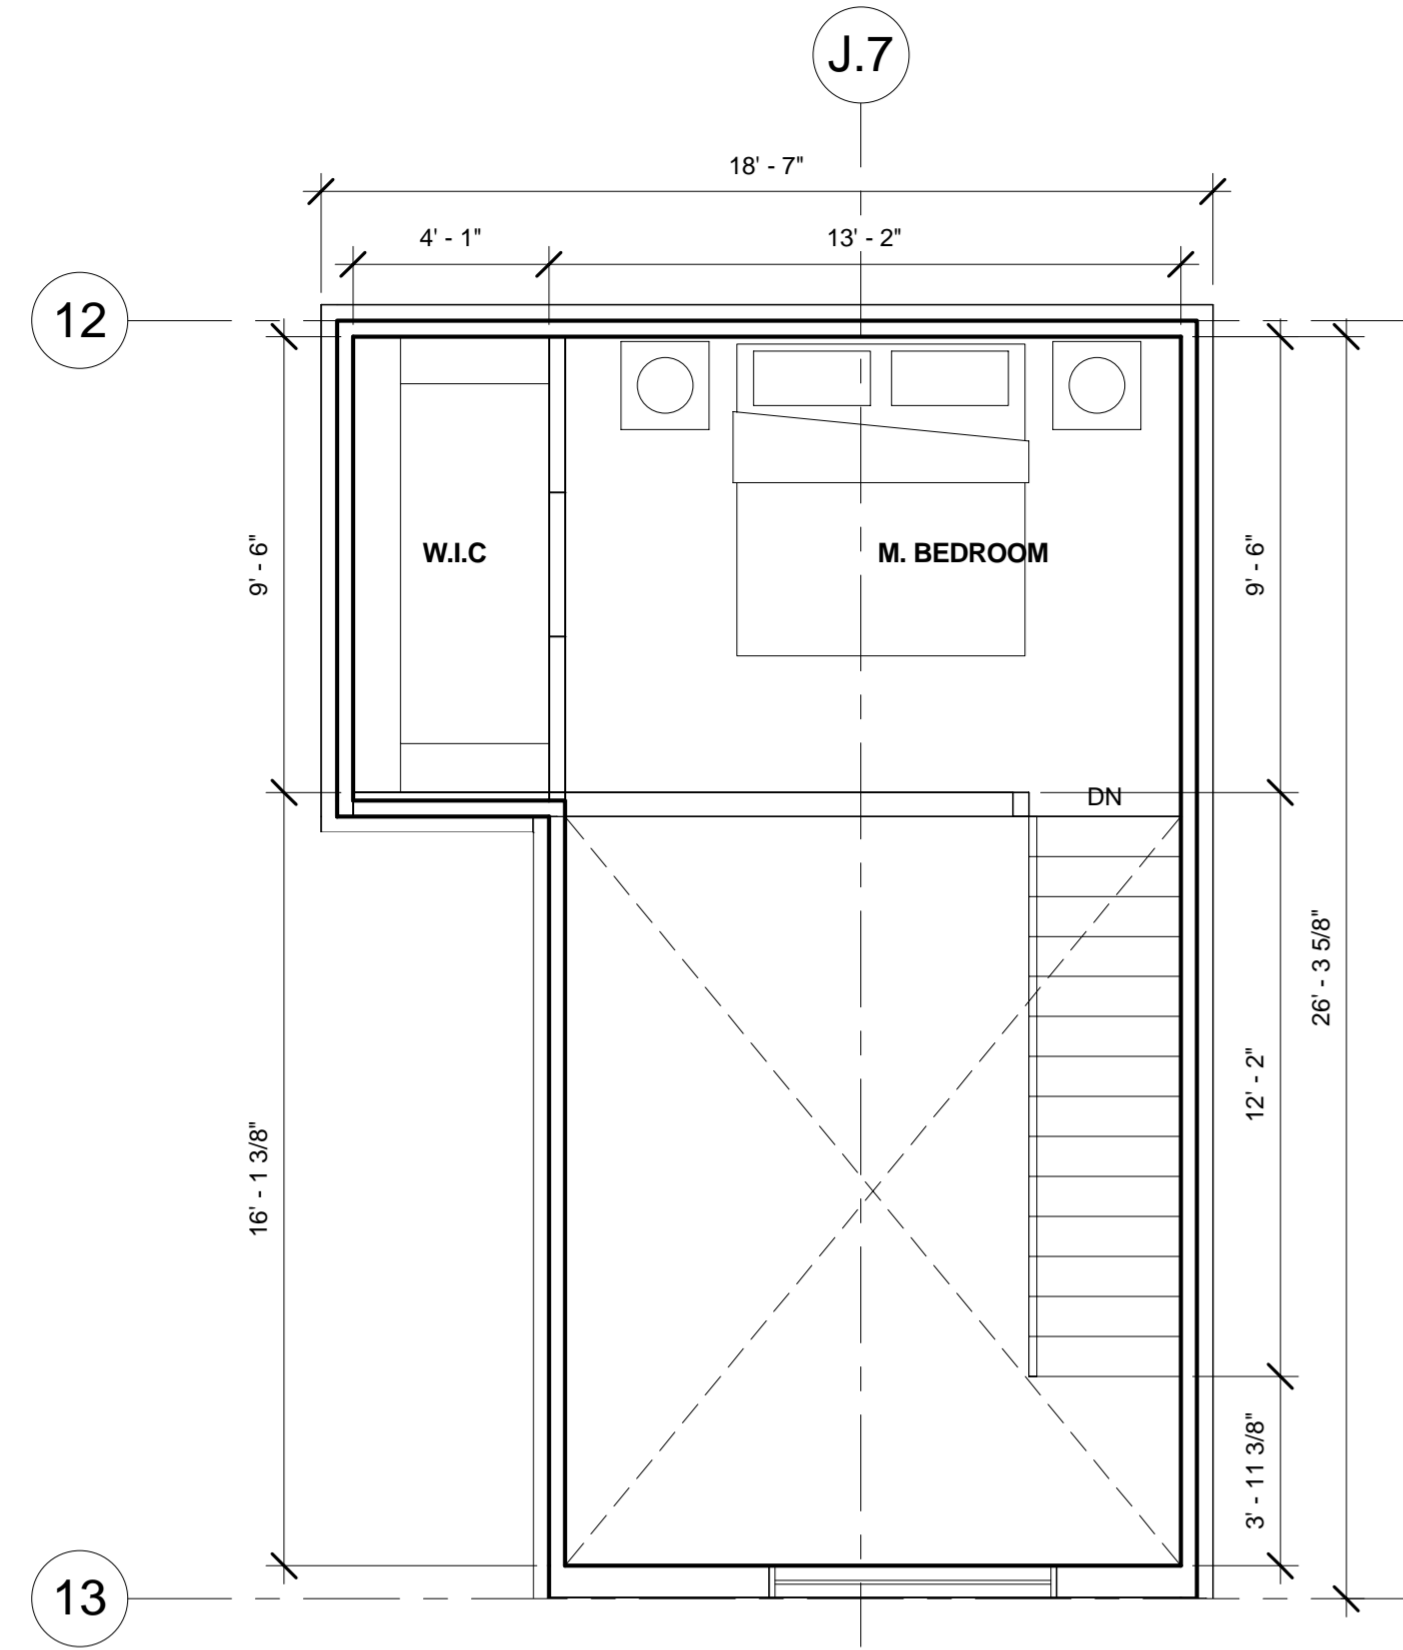 J.7
18' - 7"
4' - 1"
13' - 2"
12
9' - 6"
W.I.C
M. BEDROOM
9' - 6"
DN
26' - 3 5/8"
12' - 2"
16' - 1 3/8"
3' - 11 3/8"
13